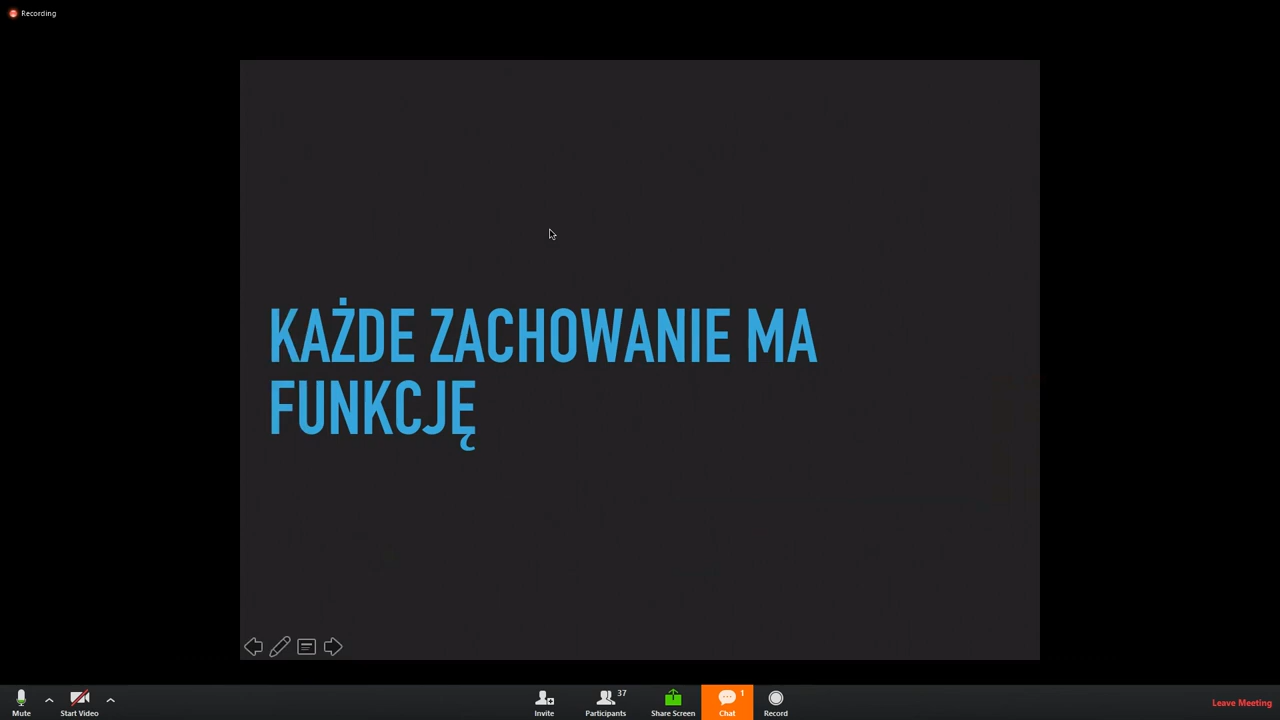 Recording
KAŻDE ZACHOWANIE MA
FUNKCJĘ
Mute
Start Video
Invite
37
Participants
Share Screen
1
Chat
Record
Leave Meeting